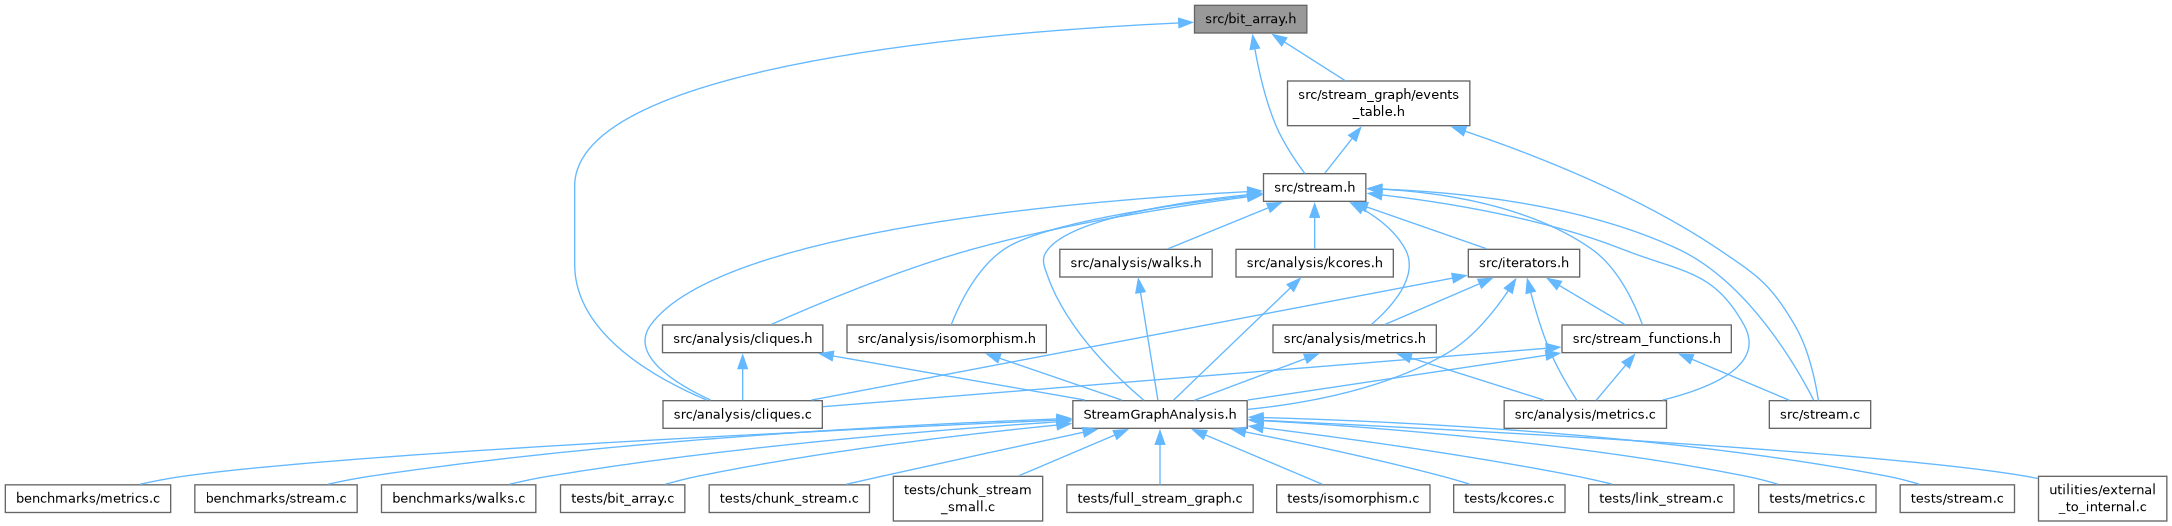 src/bit_array.h
src/stream_graph/events
_table.h
src/stream.h
src/analysis/walks.h
src/analysis/kcores.h
src/iterators.h
src/analysis/cliques.h
src/analysis/isomorphism.h
src/analysis/metrics.h
src/stream_functions.h
src/analysis/cliques.c
StreamGraphAnalysis.h
src/analysis/metrics.c
src/stream.c
benchmarks/metrics.c
benchmarks/stream.c
benchmarks/walks.c
tests/bit_array.c
tests/chunk_stream.c
tests/chunk_stream
_small.c
tests/full_stream_graph.c
tests/isomorphism.c
tests/kcores.c
tests/link_stream.c
tests/metrics.c
tests/stream.c
utilities/external
_to_internal.c